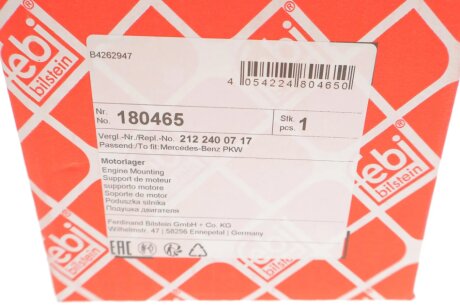 febi
bilstein
febi
bilstein
B4262947
4 054224 804650
Nr.
No. 180465
Stk.
pcs. 1
Vergl.-Nr./Repl.-No. 212 240 07 17
Passend/To fit: Mercedes-Benz PKW
Motorlager
Engine Mounting
Support de moteur
supporto motore
Soporte de motor
Poduszka silnika
Подушка двигателя
Ferdinand Bilstein GmbH + Co. KG
Wilhelmstr. 47 | 58256 Ennepetal | Germany
EAC
febi
bilstein
febi
bilstein